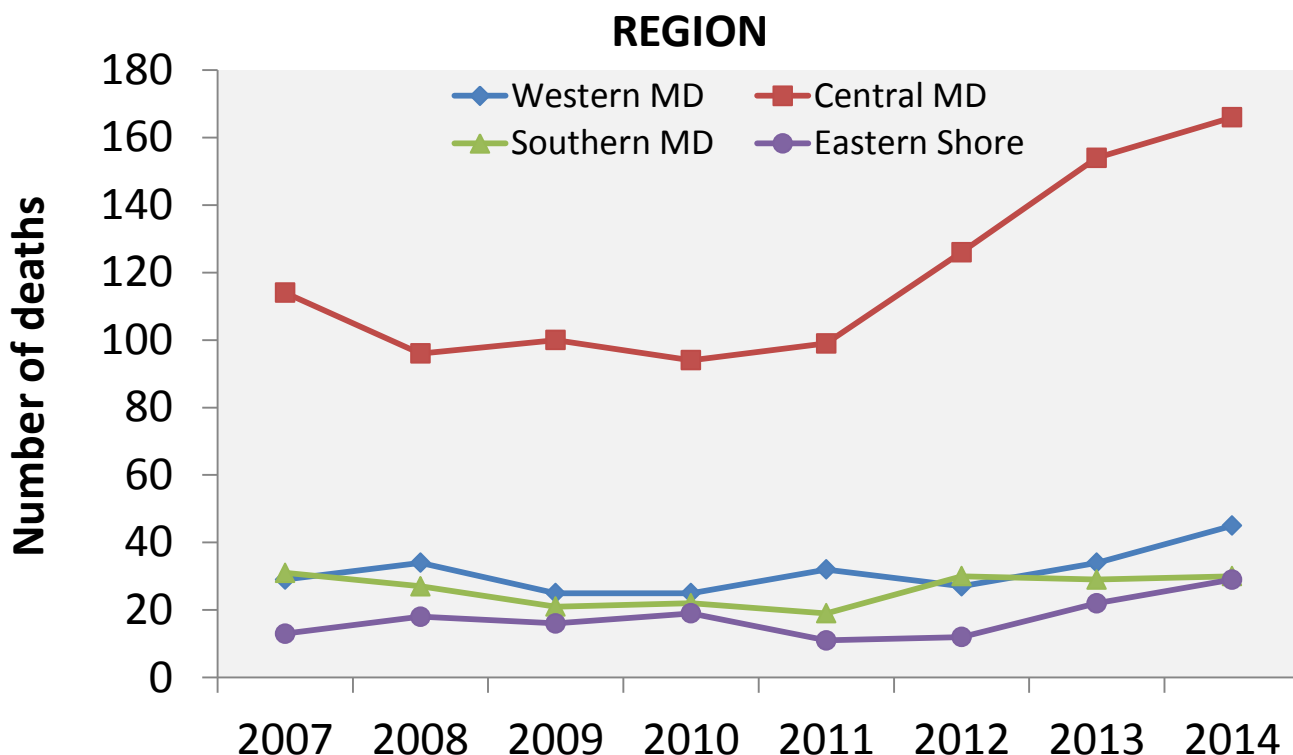 REGION
Western MD
Central MD
Southern MD
Eastern Shore
Number of deaths
180
160
140
120
100
80
60
40
20
0
2007 2008 2009 2010 2011 2012 2013 2014